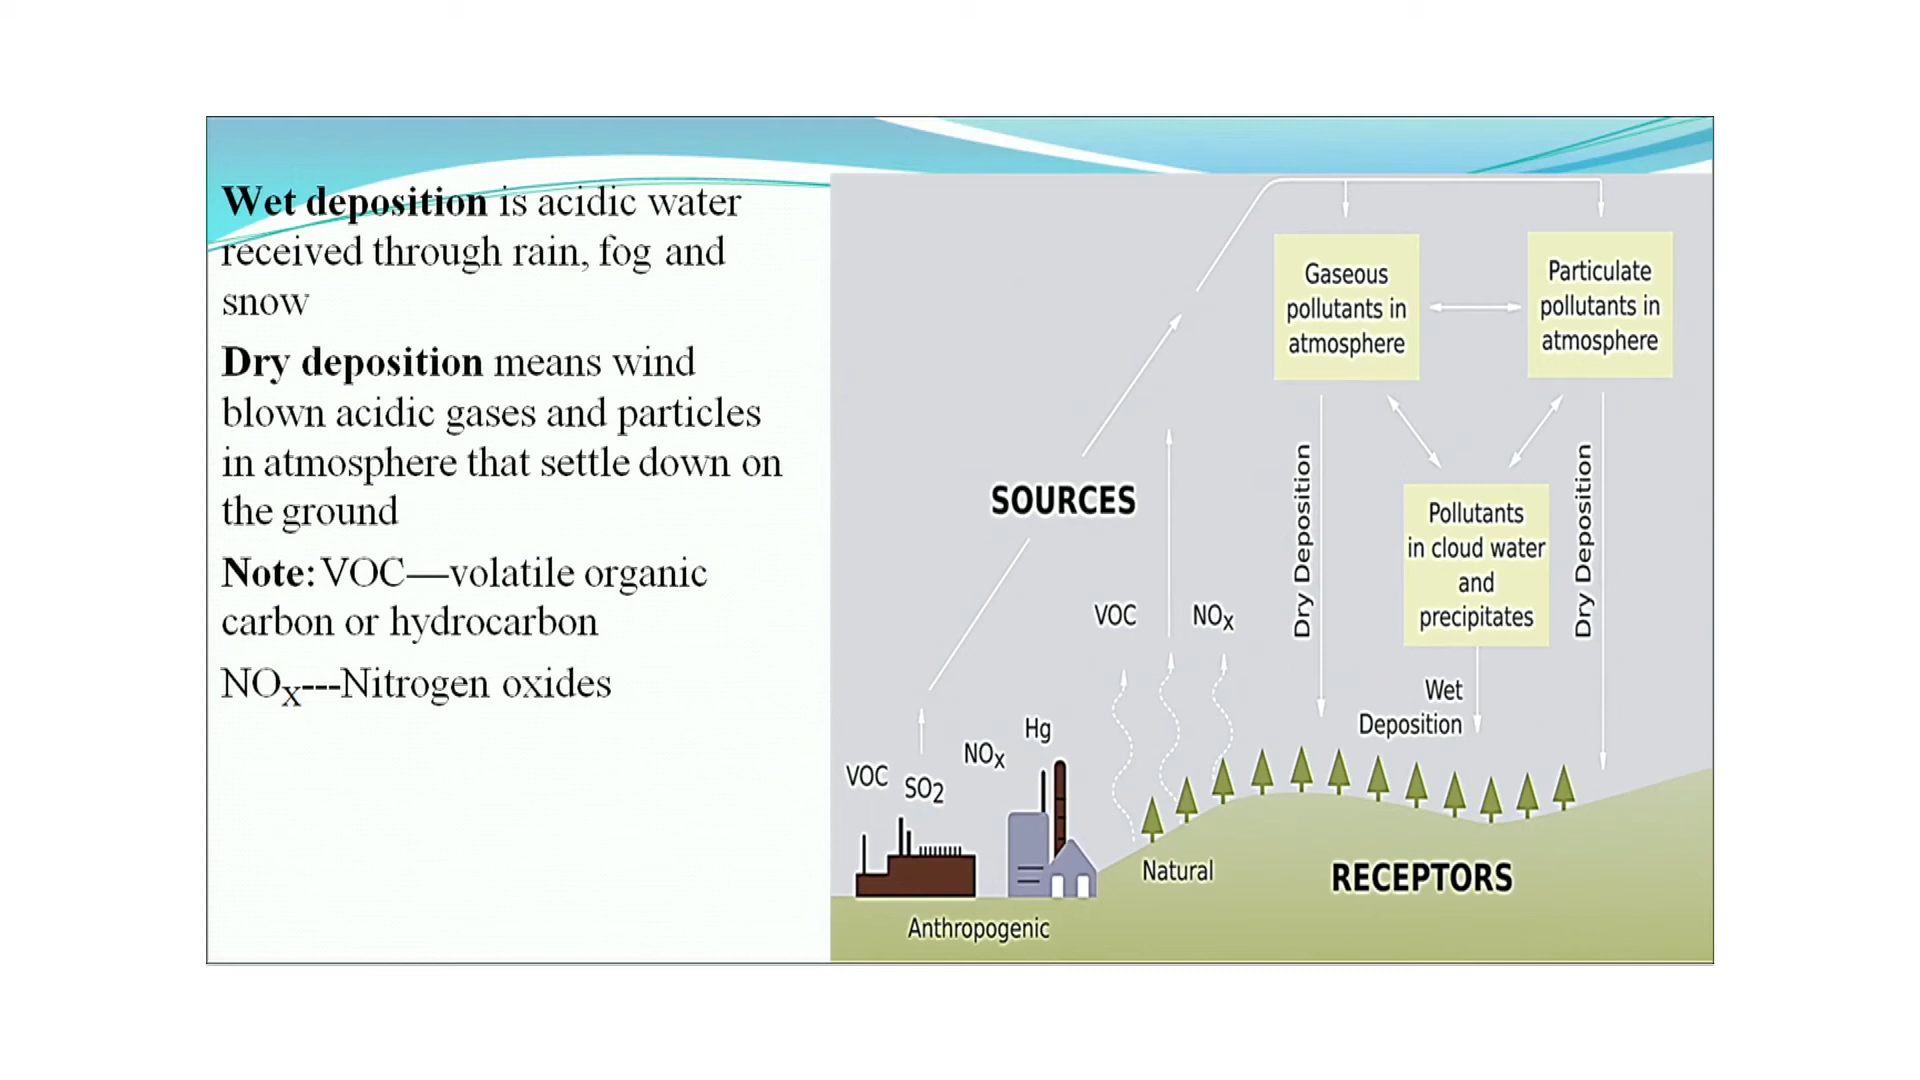 Wet deposition is acidic water
received through rain, fog and
snow
Dry deposition means wind
blown acidic gases and particles
in atmosphere that settle down on
the ground
Note: VOC—volatile organic
carbon or hydrocarbon
NOX---Nitrogen oxides
Gaseous
pollutants in
atmosphere
Particulate
pollutants in
atmosphere
SOURCES
Dry Deposition
Pollutants
in cloud water
and
precipitates
Dry Deposition
VOC
NOx
Wet
Deposition
Hg
NOx
VOC
SO2
Natural
RECEPTORS
Anthropogenic